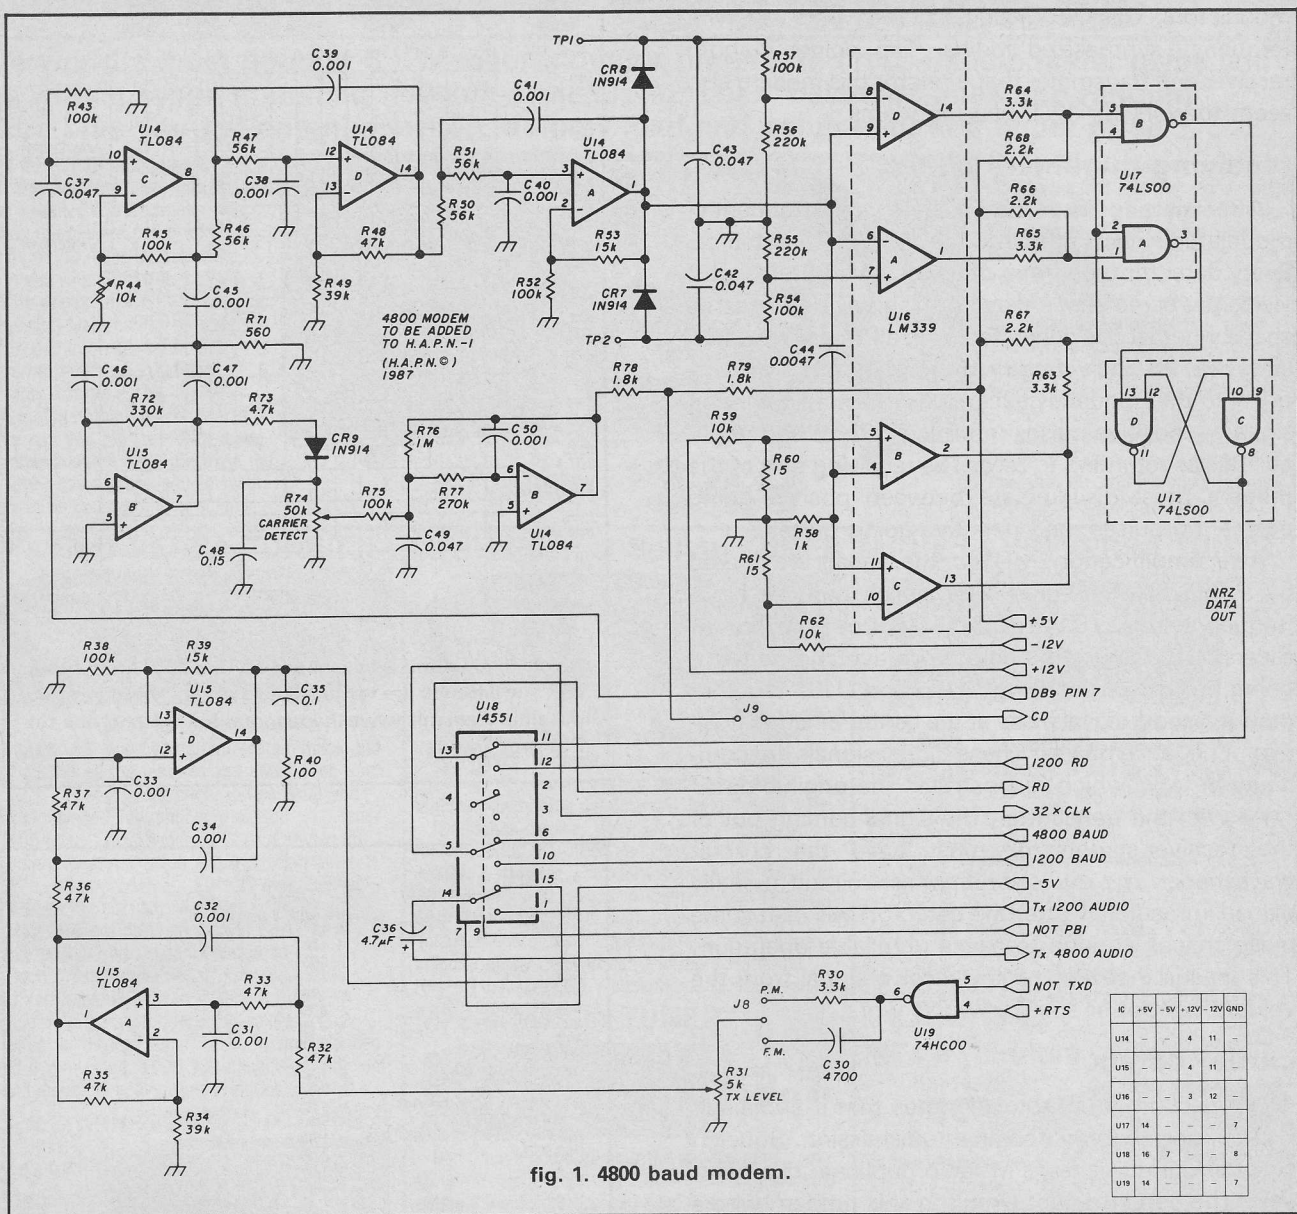 TP1
C39
0.001
R57
100k
CR8
1N914
C41
0.001
R43
100k
U14
TL084
10
C
8
9
R47
56k
C38
0.001
U14
TL084
12
D
14
13
R51
56k
C40
0.001
U14
TL084
3
A
1
2
C43
0.047
R56
220k
8
D
14
9
R64
3.3k
5
B
6
4
R68
2.2k
U17
74LS00
C37
0.047
R45
100k
R46
56k
R48
47k
R50
56k
R53
15k
R55
220k
6
A
1
7
R66
2.2k
R65
3.3k
2
A
3
1
R44
10k
C45
0.001
R49
39k
R52
100k
CR7
1N914
C42
0.047
R54
100k
U16
LM339
4800 MODEM
TO BE ADDED
TO H.A.P.N.-1
(H.A.P.N.©)
1987
R71
560
TP2
C44
0.0047
R67
2.2k
R63
3.3k
C46
0.001
C47
0.001
R78
1.8k
R79
1.8k
R72
330k
R73
4.7k
R76
1M
C50
0.001
R59
10k
5
B
2
4
13
12
D
11
10
9
C
8
CR9
1N914
U15
TL084
6
B
7
5
R60
15
R74
50k
CARRIER
DETECT
R75
100k
R77
270k
6
B
7
5
U14
TL084
R58
1k
U17
74LS00
C48
0.15
C49
0.047
R61
15
11
C
13
10
NRZ
DATA
OUT
R62
10k
+5V
-12V
+12V
DB9 PIN 7
J9
CD
R38
100k
R39
15k
U15
TL084
13
D
14
12
C35
0.1
R40
100
U18
14551
13
4
5
14
7
9
11
12
2
3
6
10
15
1
1200 RD
RD
32×CLK
4800 BAUD
1200 BAUD
-5V
Tx 1200 AUDIO
NOT PB1
Tx 4800 AUDIO
C33
0.001
R37
47k
C34
0.001
R36
47k
C32
0.001
C36
4.7µF
+
U15
TL084
1
A
3
2
R33
47k
C31
0.001
R32
47k
R35
47k
R34
39k
P.M.
J8
F.M.
R30
3.3k
C30
4700
6
5
4
U19
74HC00
NOT TXD
+RTS
R31
5k
TX LEVEL
IC +5V -5V +12V -12V GND
U14 – – 4 11 –
U15 – – 4 11 –
U16 – – 3 12 –
U17 14 – – – 7
U18 16 7 – – 8
U19 14 – – – 7
fig. 1. 4800 baud modem.